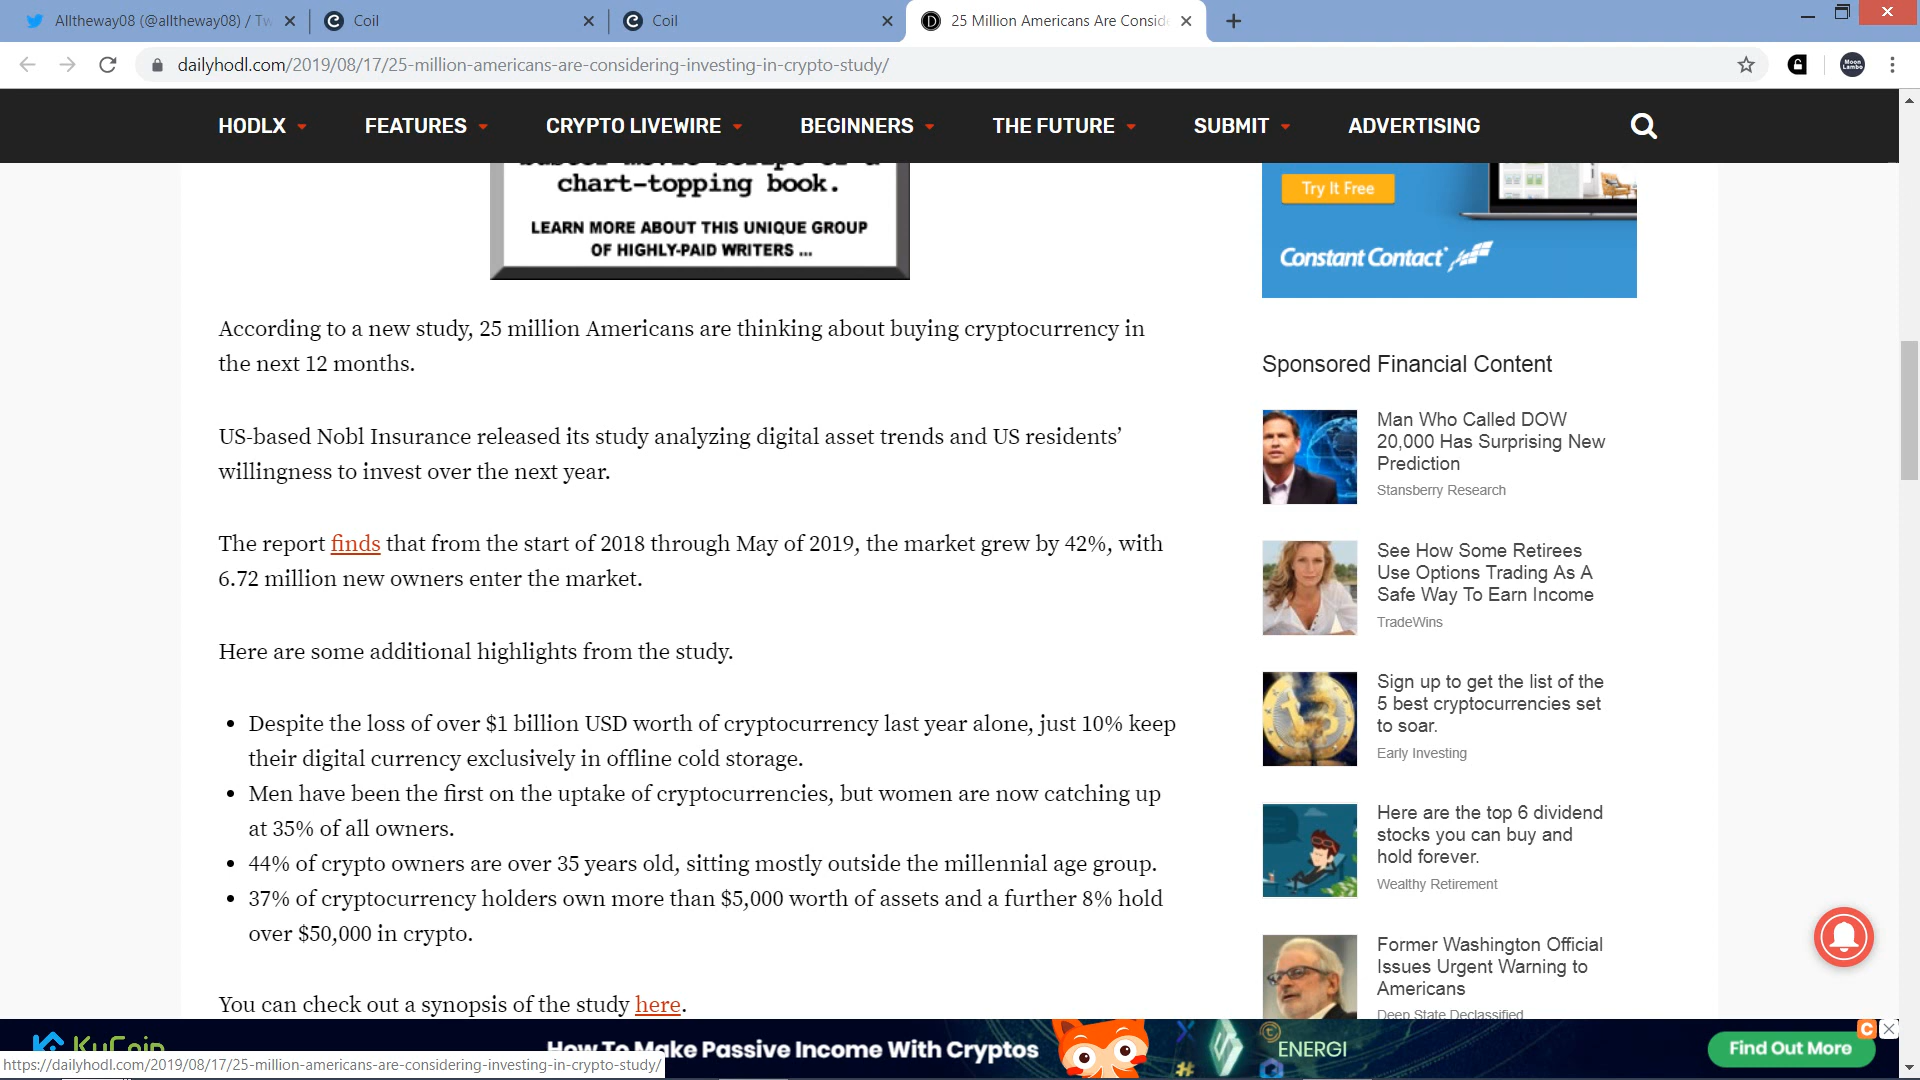 Alltheway08 (@alltheway08) / Tw
Coil
Coil
25 Million Americans Are Consid
dailyhodl.com/2019/08/17/25-million-americans-are-considering-investing-in-crypto-study/
Moon Lambo
HODLX
FEATURES
CRYPTO LIVEWIRE
BEGINNERS
THE FUTURE
SUBMIT
ADVERTISING
chart-topping book.
LEARN MORE ABOUT THIS UNIQUE GROUP
OF HIGHLY-PAID WRITERS ...
Try It Free
Constant Contact
According to a new study, 25 million Americans are thinking about buying cryptocurrency in
the next 12 months.
US-based Nobl Insurance released its study analyzing digital asset trends and US residents’
willingness to invest over the next year.
The report finds that from the start of 2018 through May of 2019, the market grew by 42%, with
6.72 million new owners enter the market.
Here are some additional highlights from the study.
• Despite the loss of over $1 billion USD worth of cryptocurrency last year alone, just 10% keep
their digital currency exclusively in offline cold storage.
• Men have been the first on the uptake of cryptocurrencies, but women are now catching up
at 35% of all owners.
• 44% of crypto owners are over 35 years old, sitting mostly outside the millennial age group.
• 37% of cryptocurrency holders own more than $5,000 worth of assets and a further 8% hold
over $50,000 in crypto.
You can check out a synopsis of the study here.
Sponsored Financial Content
Man Who Called DOW
20,000 Has Surprising New
Prediction
Stansberry Research
See How Some Retirees
Use Options Trading As A
Safe Way To Earn Income
TradeWins
Sign up to get the list of the
5 best cryptocurrencies set
to soar.
Early Investing
Here are the top 6 dividend
stocks you can buy and
hold forever.
Wealthy Retirement
Former Washington Official
Issues Urgent Warning to
Americans
Deep State Declassified
KuCoin
How To Make Passive Income With Cryptos
ENERGI
Find Out More
https://dailyhodl.com/2019/08/17/25-million-americans-are-considering-investing-in-crypto-study/